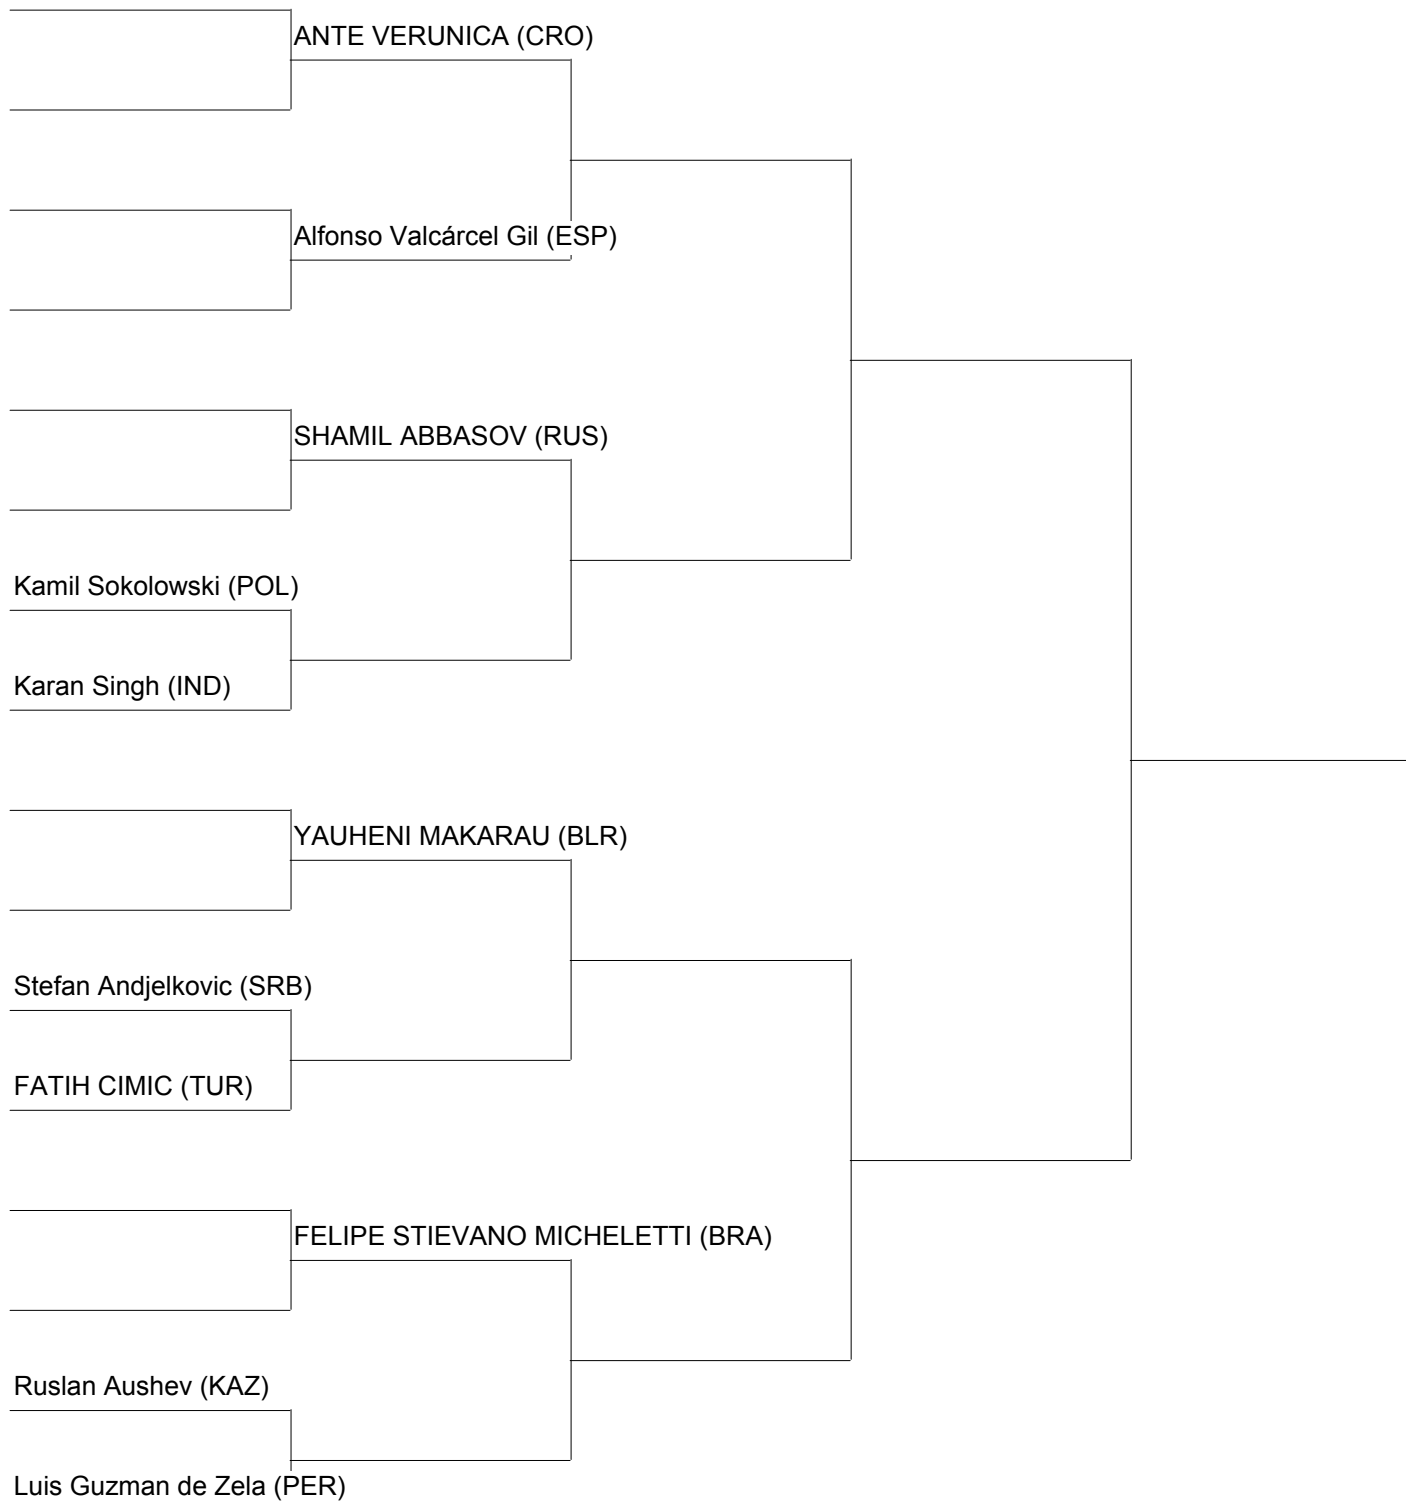 ANTE VERUNICA (CRO)
Alfonso Valcárcel Gil (ESP)
SHAMIL ABBASOV (RUS)
Kamil Sokolowski (POL)
Karan Singh (IND)
YAUHENI MAKARAU (BLR)
Stefan Andjelkovic (SRB)
FATIH CIMIC (TUR)
FELIPE STIEVANO MICHELETTI (BRA)
Ruslan Aushev (KAZ)
Luis Guzman de Zela (PER)